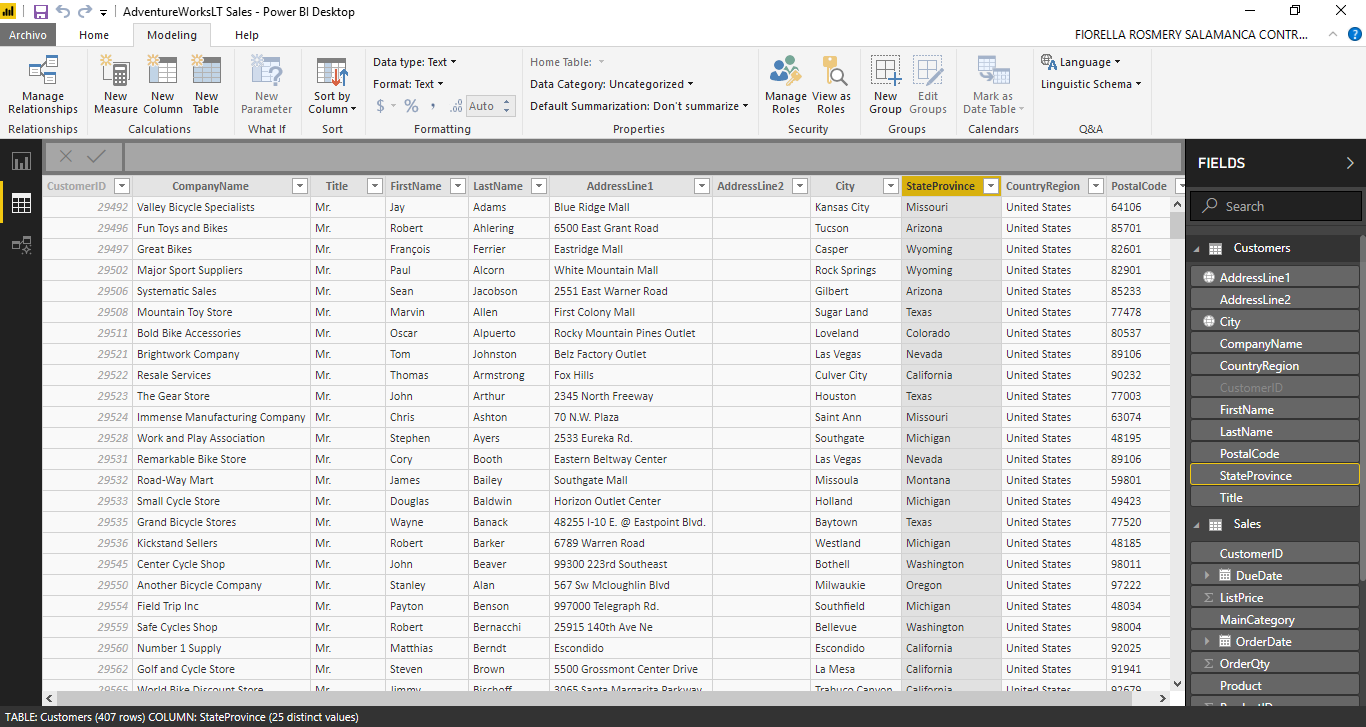 AdventureWorksLT Sales - Power BI Desktop
Archivo Home Modeling Help FIORELLA ROSMERY SALAMANCA CONTR...
Manage Relationships
Relationships
New Measure New Column New Table
Calculations
New Parameter
What If
Sort by Column
Sort
Data type: Text
Format: Text
$ % , .00 Auto
Formatting
Home Table:
Data Category: Uncategorized
Default Summarization: Don't summarize
Properties
Manage Roles View as Roles
Security
New Group Edit Groups
Groups
Mark as Date Table
Calendars
Language
Linguistic Schema
Q&A
CustomerID CompanyName Title FirstName LastName AddressLine1 AddressLine2 City StateProvince CountryRegion PostalCode
29492 Valley Bicycle Specialists Mr. Jay Adams Blue Ridge Mall Kansas City Missouri United States 64106
29496 Fun Toys and Bikes Mr. Robert Ahlering 6500 East Grant Road Tucson Arizona United States 85701
29497 Great Bikes Mr. François Ferrier Eastridge Mall Casper Wyoming United States 82601
29502 Major Sport Suppliers Mr. Paul Alcorn White Mountain Mall Rock Springs Wyoming United States 82901
29506 Systematic Sales Mr. Sean Jacobson 2551 East Warner Road Gilbert Arizona United States 85233
29508 Mountain Toy Store Mr. Marvin Allen First Colony Mall Sugar Land Texas United States 77478
29511 Bold Bike Accessories Mr. Oscar Alpuerto Rocky Mountain Pines Outlet Loveland Colorado United States 80537
29521 Brightwork Company Mr. Tom Johnston Belz Factory Outlet Las Vegas Nevada United States 89106
29522 Resale Services Mr. Thomas Armstrong Fox Hills Culver City California United States 90232
29523 The Gear Store Mr. John Arthur 2345 North Freeway Houston Texas United States 77003
29524 Immense Manufacturing Company Mr. Chris Ashton 70 N.W. Plaza Saint Ann Missouri United States 63074
29528 Work and Play Association Mr. Stephen Ayers 2533 Eureka Rd. Southgate Michigan United States 48195
29531 Remarkable Bike Store Mr. Cory Booth Eastern Beltway Center Las Vegas Nevada United States 89106
29532 Road-Way Mart Mr. James Bailey Southgate Mall Missoula Montana United States 59801
29533 Small Cycle Store Mr. Douglas Baldwin Horizon Outlet Center Holland Michigan United States 49423
29535 Grand Bicycle Stores Mr. Wayne Banack 48255 I-10 E. @ Eastpoint Blvd. Baytown Texas United States 77520
29536 Kickstand Sellers Mr. Robert Barker 6789 Warren Road Westland Michigan United States 48185
29545 Center Cycle Shop Mr. John Beaver 99300 223rd Southeast Bothell Washington United States 98011
29550 Another Bicycle Company Mr. Stanley Alan 567 Sw Mcloughlin Blvd Milwaukie Oregon United States 97222
29554 Field Trip Inc Mr. Payton Benson 997000 Telegraph Rd. Southfield Michigan United States 48034
29559 Safe Cycles Shop Mr. Robert Bernacchi 25915 140th Ave Ne Bellevue Washington United States 98004
29560 Number 1 Supply Mr. Matthias Berndt Escondido Escondido California United States 92025
29562 Golf and Cycle Store Mr. Steven Brown 5500 Grossmont Center Drive La Mesa California United States 91941
29565 World Bike Discount Store Mr. Jimmy Bischoff 3065 Santa Margarita Parkway Trabuco Canyon California United States 92679
FIELDS
Search
Customers
AddressLine1
AddressLine2
City
CompanyName
CountryRegion
CustomerID
FirstName
LastName
PostalCode
StateProvince
Title
Sales
CustomerID
DueDate
Σ ListPrice
MainCategory
OrderDate
Σ OrderQty
Product
Σ ProductID
TABLE: Customers (407 rows) COLUMN: StateProvince (25 distinct values)